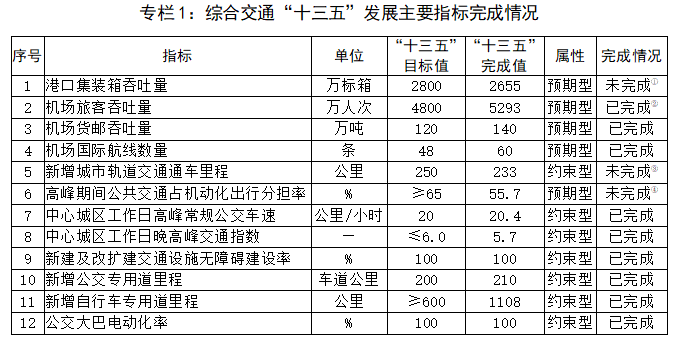 专栏1：综合交通“十三五”发展主要指标完成情况
序号 指标 单位 “十三五”目标值 “十三五”完成值 属性 完成情况
1 港口集装箱吞吐量 万标箱 2800 2655 预期型 未完成①
2 机场旅客吞吐量 万人次 4800 5293 预期型 已完成②
3 机场货邮吞吐量 万吨 120 140 预期型 已完成
4 机场国际航线数量 条 48 60 预期型 已完成
5 新增城市轨道交通通车里程 公里 250 233 约束型 未完成③
6 高峰期间公共交通占机动化出行分担率 % ≥65 55.7 预期型 未完成④
7 中心城区工作日高峰常规公交车速 公里/小时 20 20.4 约束型 已完成
8 中心城区工作日晚高峰交通指数 — ≤6.0 5.7 约束型 已完成
9 新建及改扩建交通设施无障碍建设率 % 100 100 约束型 已完成
10 新增公交专用道里程 车道公里 200 210 约束型 已完成
11 新增自行车专用道里程 公里 ≥600 1108 约束型 已完成
12 公交大巴电动化率 % 100 100 约束型 已完成